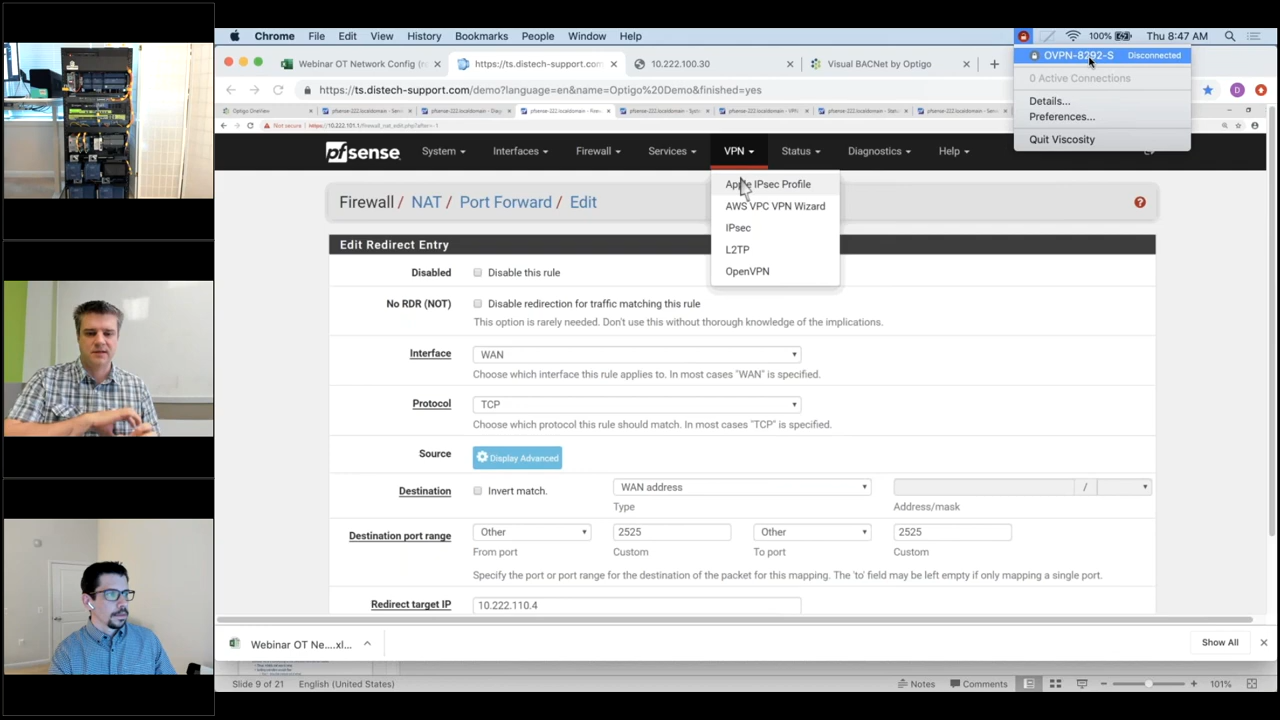 Chrome File Edit View History Bookmarks People Window Help 100% Thu 8:47 AM
OVPN-8292-S Disconnected
0 Active Connections
Details...
Preferences...
Quit Viscosity
Webinar OT Network Config (r × https://ts.distech-support.com × 10.222.100.30 × Visual BACNet by Optigo × +
https://ts.distech-support.com/demo?language=en&name=Optigo%20Demo&finished=yes D
Optigo Overview
Not secure https://10.222.101.1/firewall_nat_edit.php?after=-1
pfsense System Interfaces Firewall Services VPN Status Diagnostics Help
Apple IPsec Profile
AWS VPC VPN Wizard
IPsec
L2TP
OpenVPN
Firewall / NAT / Port Forward / Edit
Edit Redirect Entry
Disabled Disable this rule
No RDR (NOT) Disable redirection for traffic matching this rule
This option is rarely needed. Don't use this without thorough knowledge of the implications.
Interface WAN
Choose which interface this rule applies to. In most cases "WAN" is specified.
Protocol TCP
Choose which protocol this rule should match. In most cases "TCP" is specified.
Source Display Advanced
Destination Invert match. WAN address /
Type Address/mask
Destination port range Other 2525 Other 2525
From port Custom To port Custom
Specify the port or port range for the destination of the packet for this mapping. The 'to' field may be left empty if only mapping a single port.
Redirect target IP 10.222.110.4
Webinar OT Ne....xl... Show All
Slide 9 of 21 English (United States) Notes Comments 101%